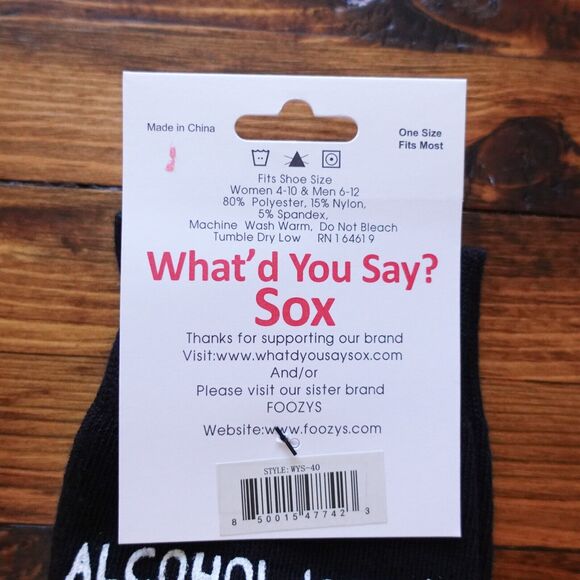 Made in China
One Size
Fits Most
Fits Shoe Size
Women 4-10 & Men 6-12
80% Polyester, 15% Nylon,
5% Spandex,
Machine Wash Warm, Do Not Bleach
Tumble Dry Low RN 1 6461 9
What'd You Say?
Sox
Thanks for supporting our brand
Visit:www.whatdyousaysox.com
And/or
Please visit our sister brand
FOOZYS
Website:www.foozys.com
STYLE: WYS-40
8 50015 47742 3
ALCOHOL